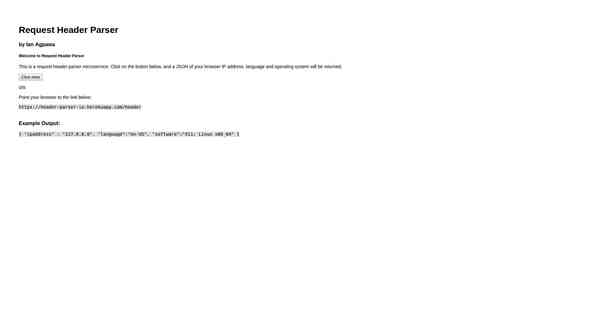 Request Header Parser
by Ian Agpawa
Welcome to Request Header Parser
This is a request header parser microservice. Click on the button below, and a JSON of your browser IP address, language and operating system will be returned.
Click Here
OR
Point your browser to the link below:
https://header-parser-ia.herokuapp.com/header
Example Output:
{ "ipaddress" : "127.0.0.0", "language":"en-US", "software":"X11; Linux x86_64" }